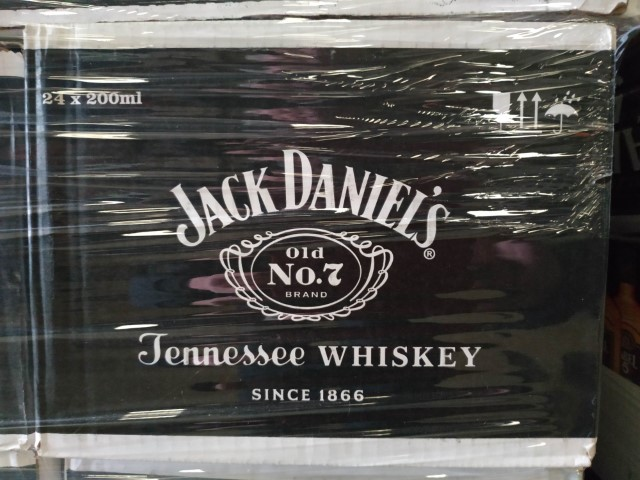 24 x 200ml
JACK DANIEL'S
®
Old
No.7
BRAND
Tennessee WHISKEY
SINCE 1866